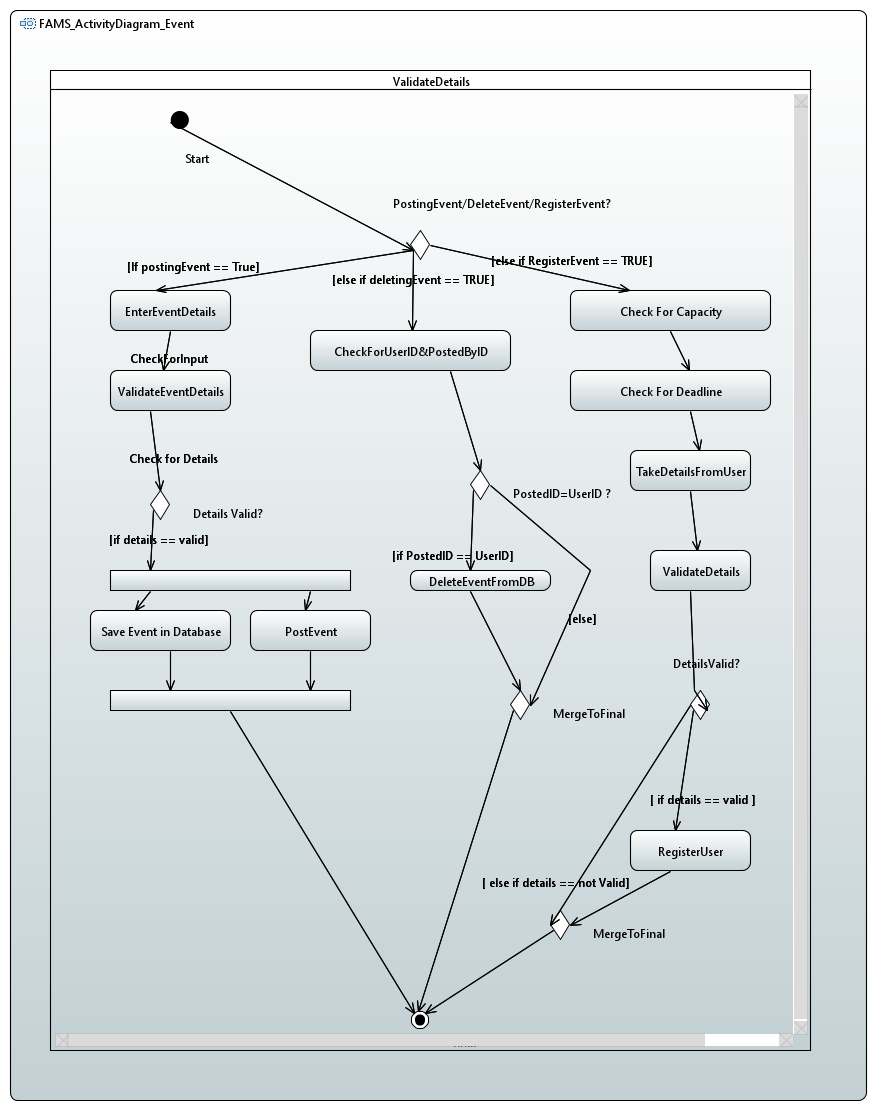 FAMS_ActivityDiagram_Event
ValidateDetails
Start
PostingEvent/DeleteEvent/RegisterEvent?
[If postingEvent == True]
[else if deletingEvent == TRUE]
[else if RegisterEvent == TRUE]
EnterEventDetails
Check For Capacity
CheckForUserID&PostedByID
CheckForInput
ValidateEventDetails
Check For Deadline
Check for Details
TakeDetailsFromUser
PostedID=UserID ?
Details Valid?
[if details == valid]
[if PostedID == UserID]
DeleteEventFromDB
ValidateDetails
[else]
Save Event in Database
PostEvent
DetailsValid?
MergeToFinal
[ if details == valid ]
RegisterUser
[ else if details == not Valid]
MergeToFinal